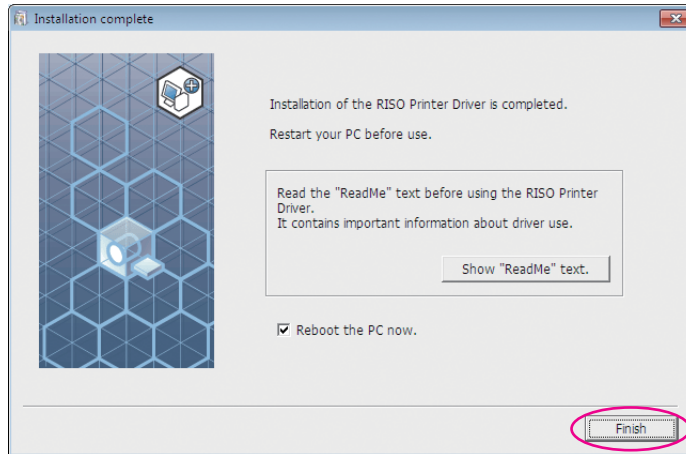 Installation complete
Installation of the RISO Printer Driver is completed.
Restart your PC before use.
Read the "ReadMe" text before using the RISO Printer
Driver.
It contains important information about driver use.
Show "ReadMe" text.
Reboot the PC now.
Finish